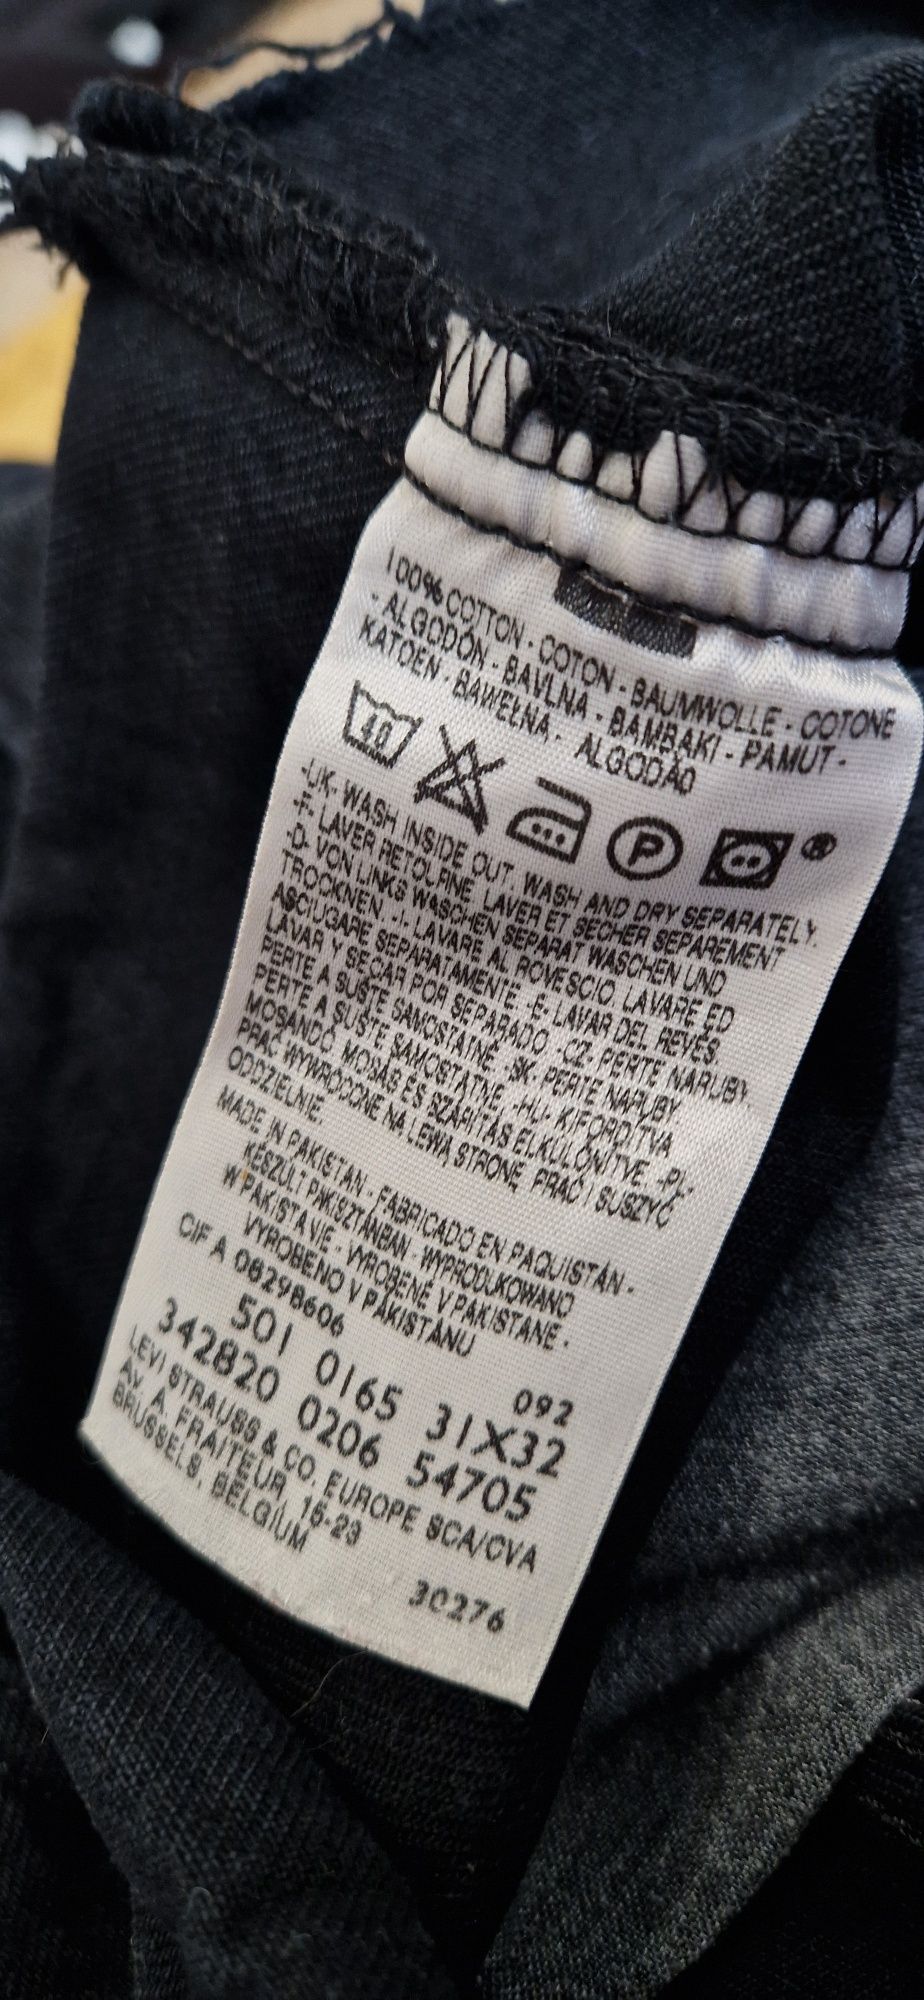 100% COTTON - COTON - BAUMWOLLE - COTONE
- ALGODÓN - BAVLNA - BAMBAKI - PAMUT -
KATOEN - BAWEŁNA - ALGODÃO
40
P
®
-UK- WASH INSIDE OUT. WASH AND DRY SEPARATELY.
-F- LAVER RETOURNE. LAVER ET SECHER SEPAREMENT
-D- VON LINKS WASCHEN SEPARAT WASCHEN UND
TROCKNEN. -I- LAVARE AL ROVESCIO. LAVARE ED
ASCIUGARE SEPARATAMENTE. -E- LAVAR DEL REVÉS.
LAVAR Y SECAR POR SEPARADO -CZ- PERTE NARUBY.
PERTE A SUŠTE SAMOSTATNĚ. -SK- PERTE NARUBY
PERTE A SUŠTE SAMOSTATNE. -HU- KIFORDÍTVA
MOSANDÓ. MOSÁS ÉS SZÁRÍTÁS ELKÜLÖNÍTVE. -PL-
PRAĆ WYWRÓCONE NA LEWĄ STRONĘ. PRAĆ I SUSZYĆ
ODDZIELNIE.
MADE IN PAKISTAN - FABRICADO EN PAQUISTÁN -
KÉSZÜLT PAKISZTÁNBAN - WYPRODUKOWANO
W PAKISTANIE - VYROBENÉ V PAKISTANE -
VYROBENO V PÁKISTÁNU
CIF A 08298606
092
501 0165 31X32
342820 0206 54705
LEVI STRAUSS & CO. EUROPE SCA/CVA
AV. A. FRAITEUR 15-23
BRUSSELS, BELGIUM
30276